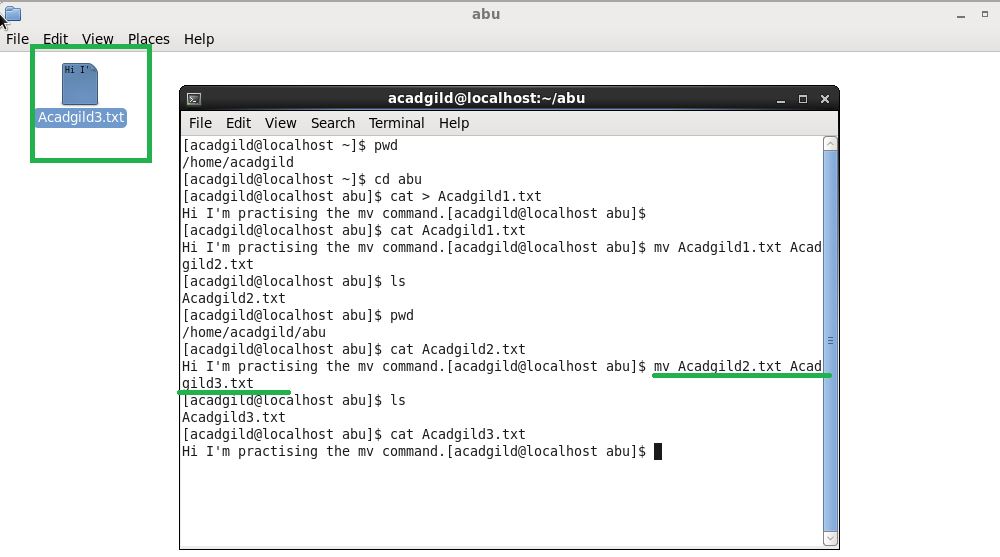 abu
File Edit View Places Help
Hi I'
Acadgild3.txt
acadgild@localhost:~/abu
File Edit View Search Terminal Help
[acadgild@localhost ~]$ pwd
/home/acadgild
[acadgild@localhost ~]$ cd abu
[acadgild@localhost abu]$ cat > Acadgild1.txt
Hi I'm practising the mv command.[acadgild@localhost abu]$
[acadgild@localhost abu]$ cat Acadgild1.txt
Hi I'm practising the mv command.[acadgild@localhost abu]$ mv Acadgild1.txt Acad
gild2.txt
[acadgild@localhost abu]$ ls
Acadgild2.txt
[acadgild@localhost abu]$ pwd
/home/acadgild/abu
[acadgild@localhost abu]$ cat Acadgild2.txt
Hi I'm practising the mv command.[acadgild@localhost abu]$ mv Acadgild2.txt Acad
gild3.txt
[acadgild@localhost abu]$ ls
Acadgild3.txt
[acadgild@localhost abu]$ cat Acadgild3.txt
Hi I'm practising the mv command.[acadgild@localhost abu]$